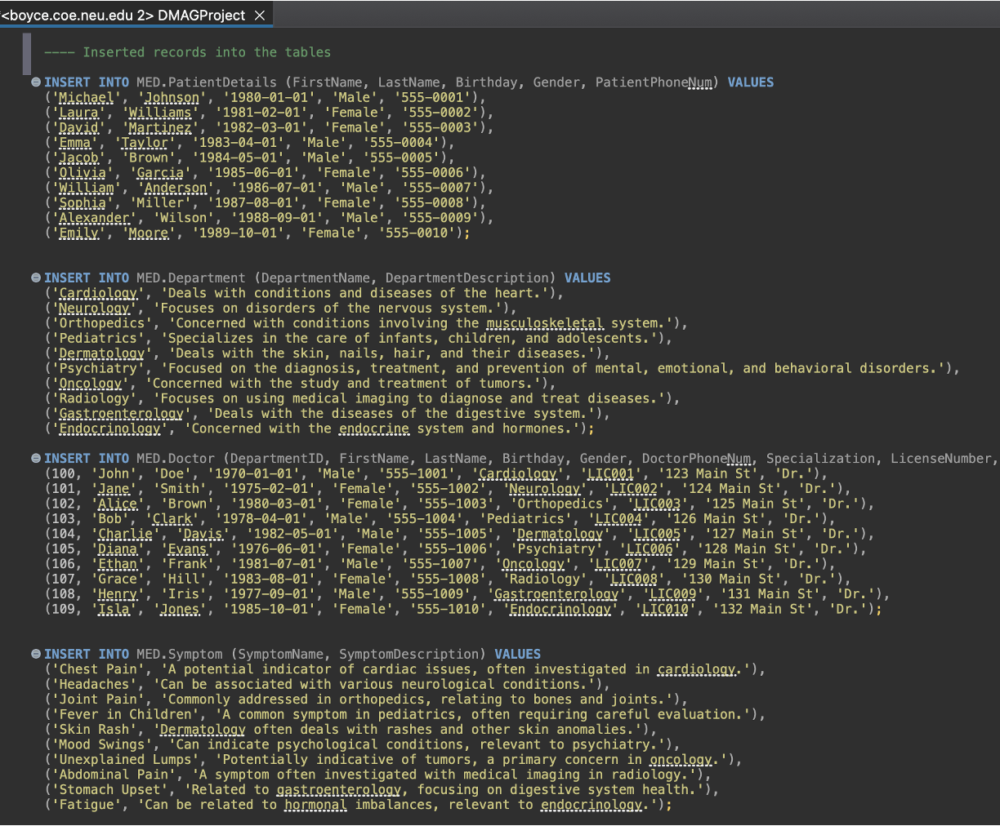 <boyce.coe.neu.edu 2> DMAGProject ×
---- Inserted records into the tables
INSERT INTO MED.PatientDetails (FirstName, LastName, Birthday, Gender, PatientPhoneNum) VALUES
('Michael', 'Johnson', '1980-01-01', 'Male', '555-0001'),
('Laura', 'Williams', '1981-02-01', 'Female', '555-0002'),
('David', 'Martinez', '1982-03-01', 'Female', '555-0003'),
('Emma', 'Taylor', '1983-04-01', 'Male', '555-0004'),
('Jacob', 'Brown', '1984-05-01', 'Male', '555-0005'),
('Olivia', 'Garcia', '1985-06-01', 'Female', '555-0006'),
('William', 'Anderson', '1986-07-01', 'Male', '555-0007'),
('Sophia', 'Miller', '1987-08-01', 'Female', '555-0008'),
('Alexander', 'Wilson', '1988-09-01', 'Male', '555-0009'),
('Emily', 'Moore', '1989-10-01', 'Female', '555-0010');
INSERT INTO MED.Department (DepartmentName, DepartmentDescription) VALUES
('Cardiology', 'Deals with conditions and diseases of the heart.'),
('Neurology', 'Focuses on disorders of the nervous system.'),
('Orthopedics', 'Concerned with conditions involving the musculoskeletal system.'),
('Pediatrics', 'Specializes in the care of infants, children, and adolescents.'),
('Dermatology', 'Deals with the skin, nails, hair, and their diseases.'),
('Psychiatry', 'Focused on the diagnosis, treatment, and prevention of mental, emotional, and behavioral disorders.'),
('Oncology', 'Concerned with the study and treatment of tumors.'),
('Radiology', 'Focuses on using medical imaging to diagnose and treat diseases.'),
('Gastroenterology', 'Deals with the diseases of the digestive system.'),
('Endocrinology', 'Concerned with the endocrine system and hormones.');
INSERT INTO MED.Doctor (DepartmentID, FirstName, LastName, Birthday, Gender, DoctorPhoneNum, Specialization, LicenseNumber,
(100, 'John', 'Doe', '1970-01-01', 'Male', '555-1001', 'Cardiology', 'LIC001', '123 Main St', 'Dr.'),
(101, 'Jane', 'Smith', '1975-02-01', 'Female', '555-1002', 'Neurology', 'LIC002', '124 Main St', 'Dr.'),
(102, 'Alice', 'Brown', '1980-03-01', 'Female', '555-1003', 'Orthopedics', 'LIC003', '125 Main St', 'Dr.'),
(103, 'Bob', 'Clark', '1978-04-01', 'Male', '555-1004', 'Pediatrics', 'LIC004', '126 Main St', 'Dr.'),
(104, 'Charlie', 'Davis', '1982-05-01', 'Male', '555-1005', 'Dermatology', 'LIC005', '127 Main St', 'Dr.'),
(105, 'Diana', 'Evans', '1976-06-01', 'Female', '555-1006', 'Psychiatry', 'LIC006', '128 Main St', 'Dr.'),
(106, 'Ethan', 'Frank', '1981-07-01', 'Male', '555-1007', 'Oncology', 'LIC007', '129 Main St', 'Dr.'),
(107, 'Grace', 'Hill', '1983-08-01', 'Female', '555-1008', 'Radiology', 'LIC008', '130 Main St', 'Dr.'),
(108, 'Henry', 'Iris', '1977-09-01', 'Male', '555-1009', 'Gastroenterology', 'LIC009', '131 Main St', 'Dr.'),
(109, 'Isla', 'Jones', '1985-10-01', 'Female', '555-1010', 'Endocrinology', 'LIC010', '132 Main St', 'Dr.');
INSERT INTO MED.Symptom (SymptomName, SymptomDescription) VALUES
('Chest Pain', 'A potential indicator of cardiac issues, often investigated in cardiology.'),
('Headaches', 'Can be associated with various neurological conditions.'),
('Joint Pain', 'Commonly addressed in orthopedics, relating to bones and joints.'),
('Fever in Children', 'A common symptom in pediatrics, often requiring careful evaluation.'),
('Skin Rash', 'Dermatology often deals with rashes and other skin anomalies.'),
('Mood Swings', 'Can indicate psychological conditions, relevant to psychiatry.'),
('Unexplained Lumps', 'Potentially indicative of tumors, a primary concern in oncology.'),
('Abdominal Pain', 'A symptom often investigated with medical imaging in radiology.'),
('Stomach Upset', 'Related to gastroenterology, focusing on digestive system health.'),
('Fatigue', 'Can be related to hormonal imbalances, relevant to endocrinology.');